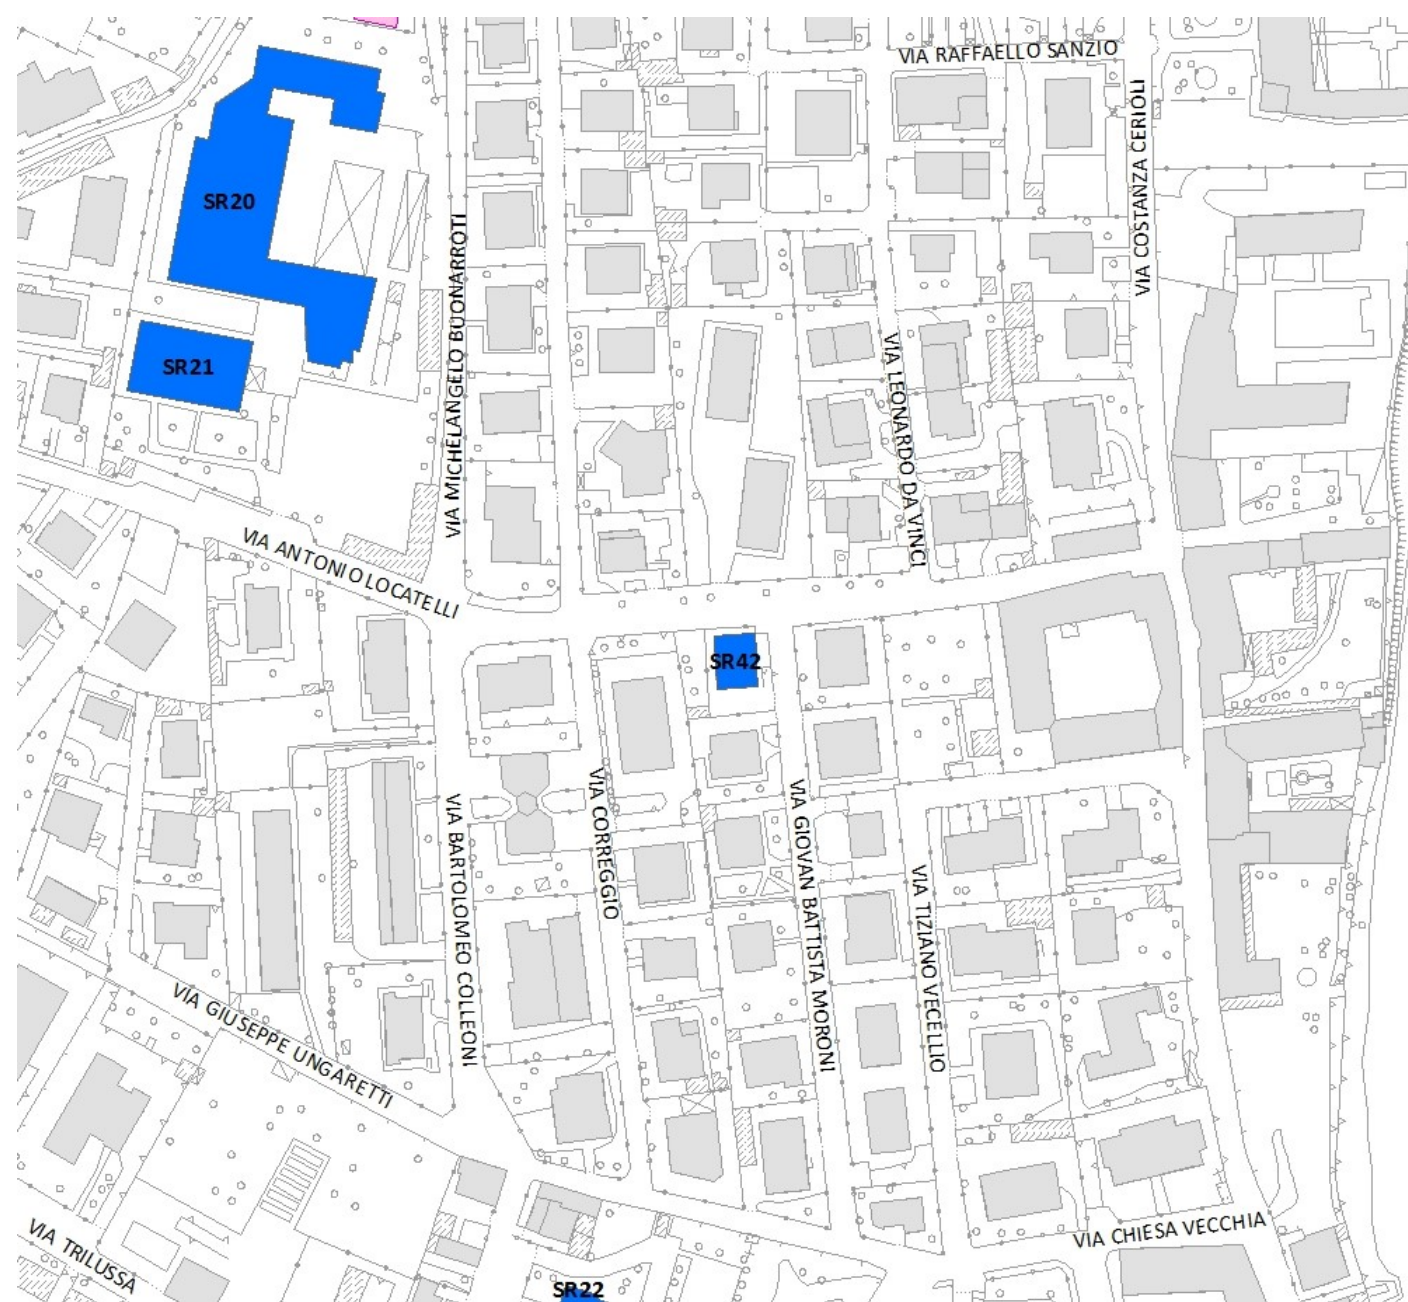 VIA RAFFAELLO SANZIO
VIA COSTANZA CERIOLI
SR20
VIA MICHELANGELO BUONARROTI
SR21
VIA LEONARDO DA VINCI
VIA ANTONIO LOCATELLI
SR42
VIA CORREGGIO
VIA BARTOLOMEO COLLEONI
VIA GIOVAN BATTISTA MORONI
VIA TIZIANO VECELLIO
VIA GIUSEPPE UNGARETTI
VIA CHIESA VECCHIA
VIA TRILUSSA
SR22